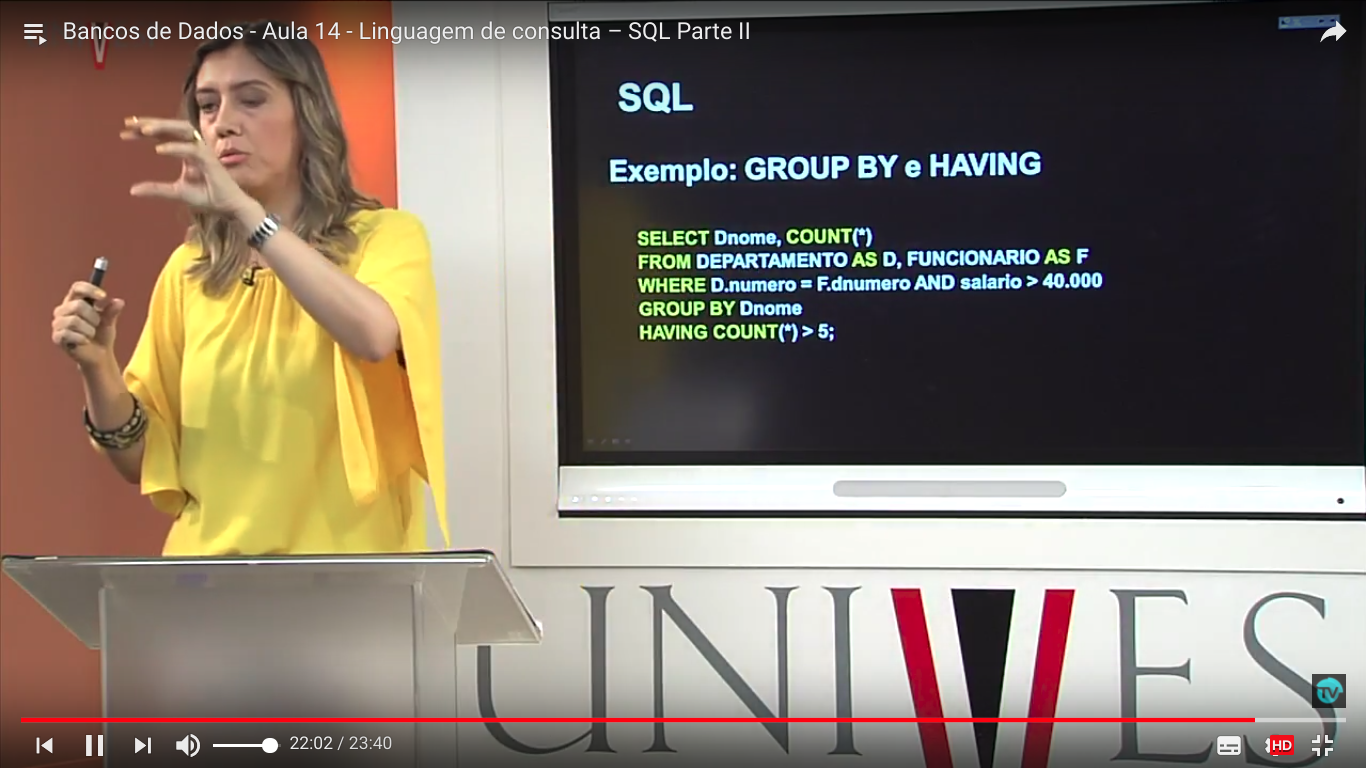 Bancos de Dados - Aula 14 - Linguagem de consulta – SQL Parte II
SQL
Exemplo: GROUP BY e HAVING
SELECT Dnome, COUNT(*)
FROM DEPARTAMENTO AS D, FUNCIONARIO AS F
WHERE D.numero = F.dnumero AND salario > 40.000
GROUP BY Dnome
HAVING COUNT(*) > 5;
UNIVES
TV
22:02 / 23:40
HD